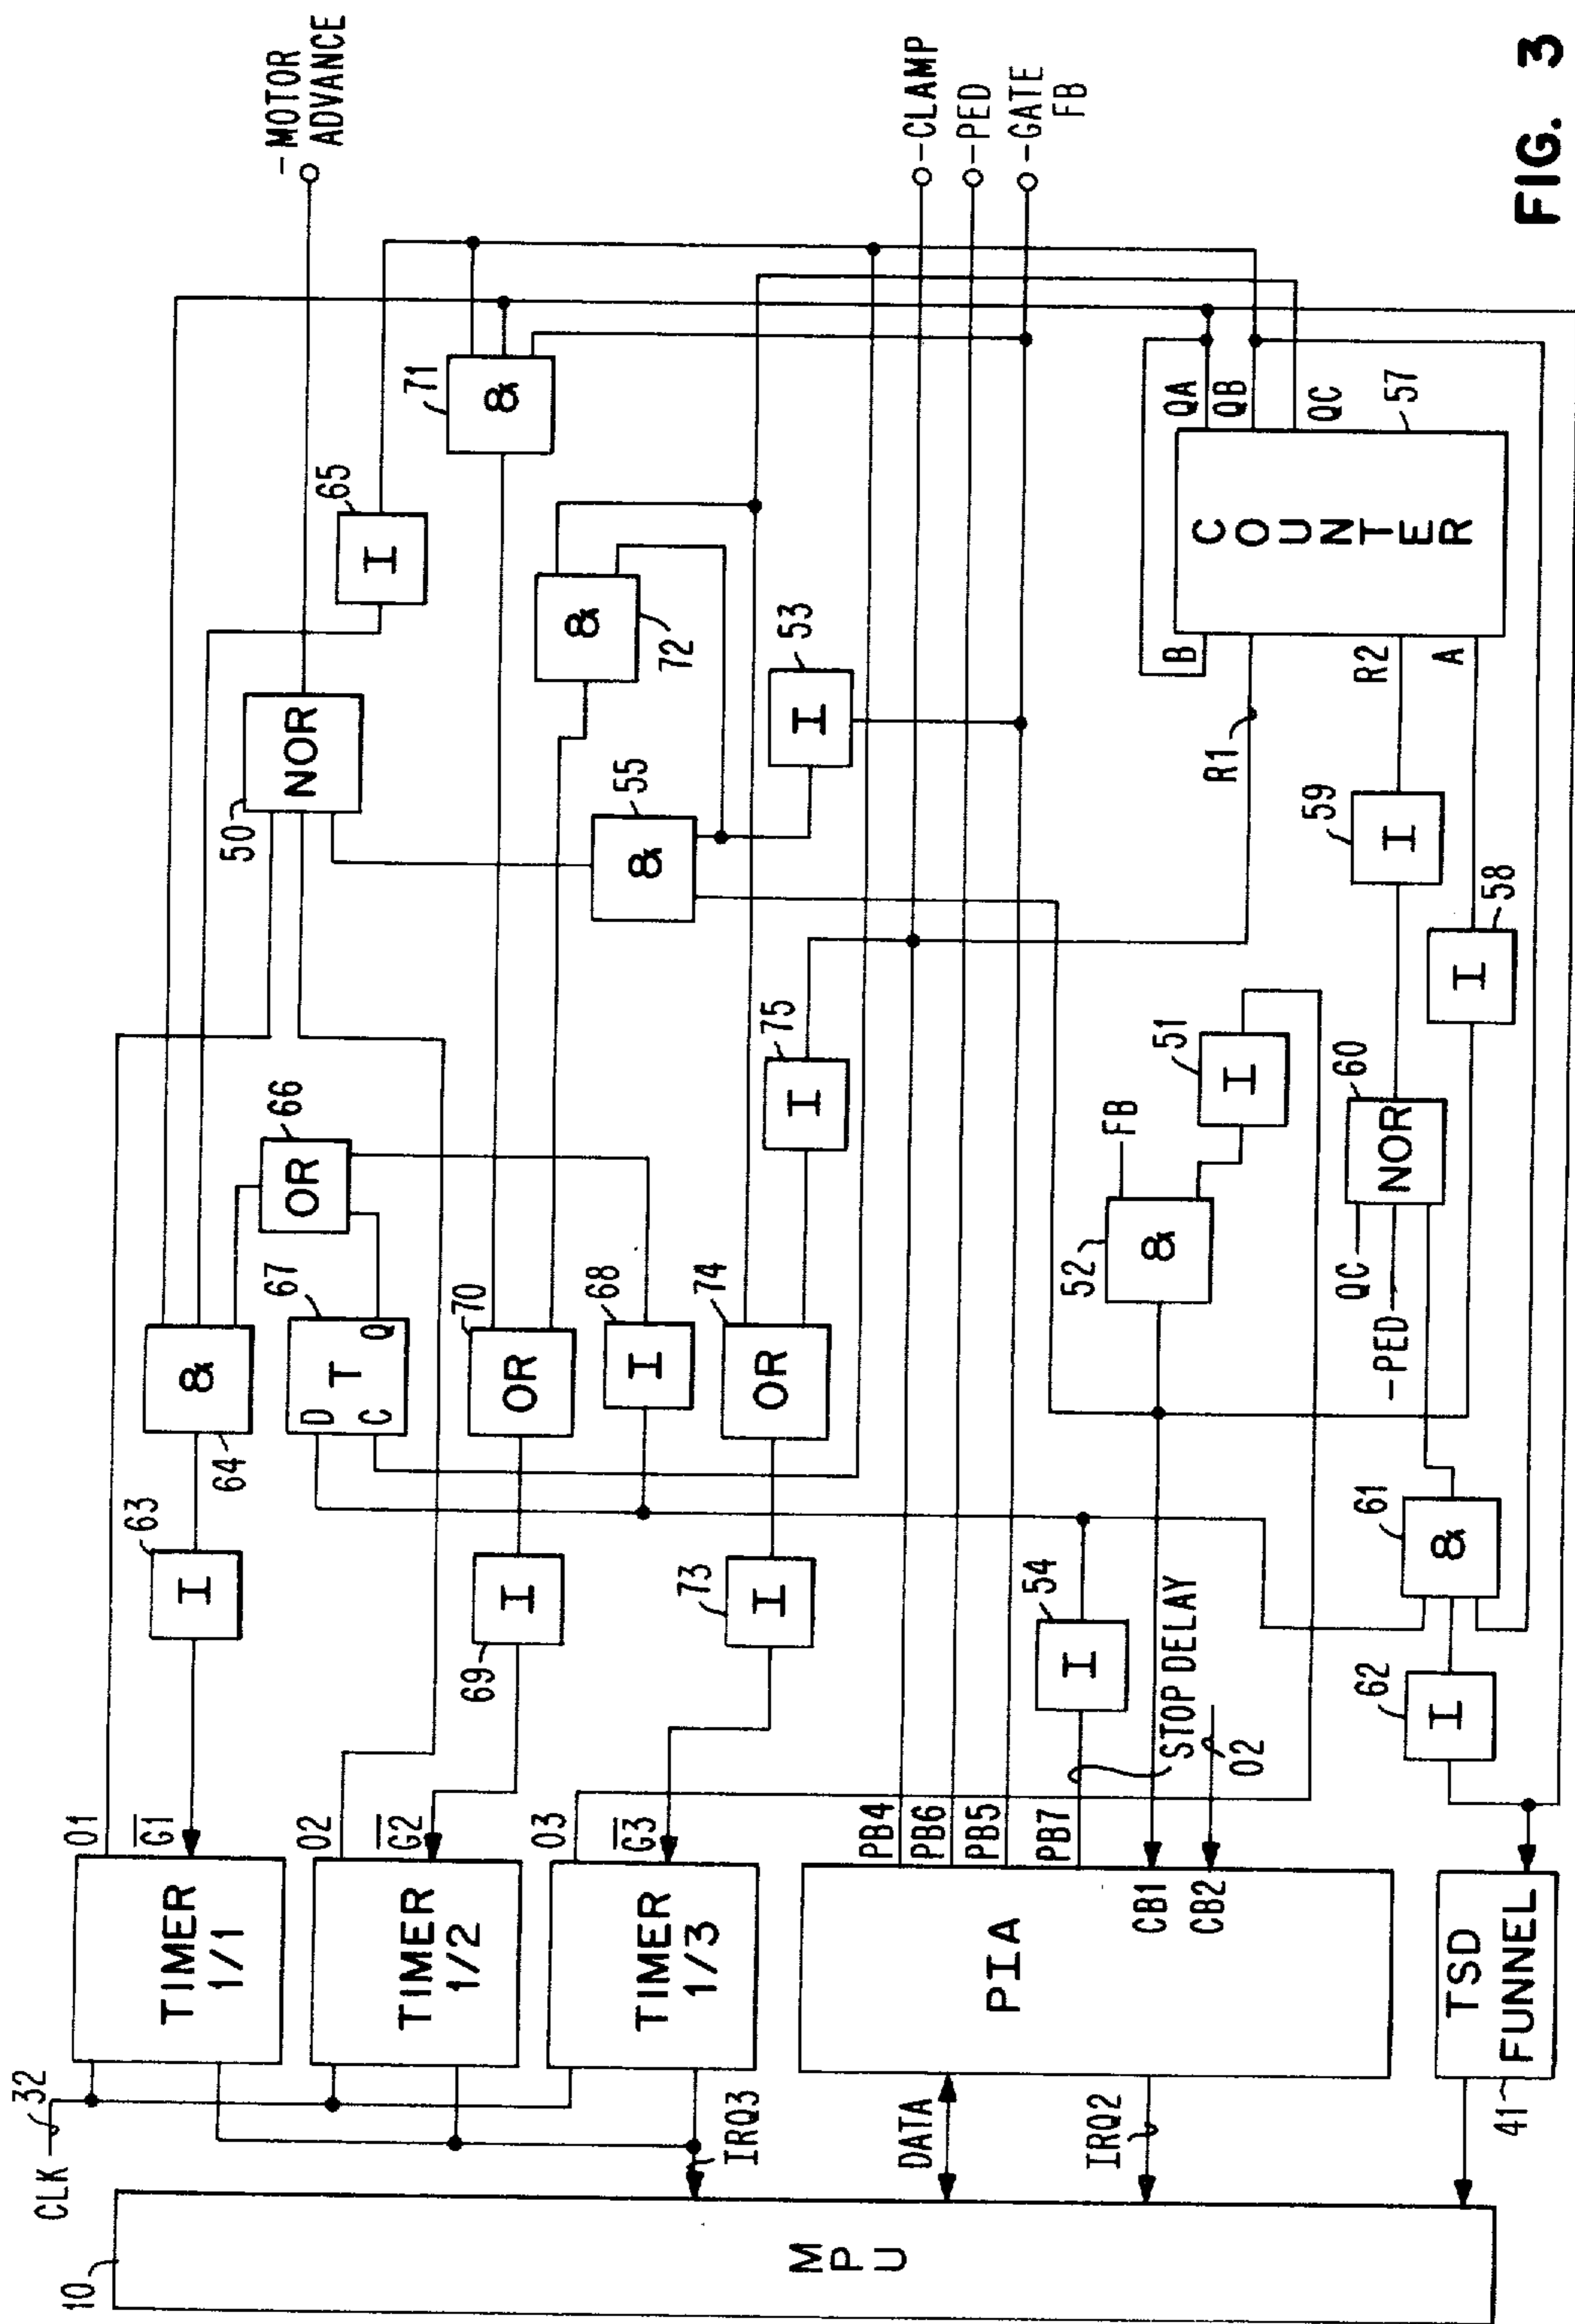 10
MPU
CLK
32
IRQ3
DATA
IRQ2
41
TIMER
1/1
O1
G1
TIMER
1/2
O2
G2
TIMER
1/3
O3
G3
PIA
PB4
PB6
PB5
PB7
CB1
CB2
STOP DELAY
O2
TSD
FUNNEL
63
I
64
&
69
I
73
I
54
I
62
I
61
&
67
D
T
C
Q
66
OR
70
OR
68
I
74
OR
75
I
52
&
FB
51
I
QC
-PED
60
NOR
59
I
58
I
50
NOR
65
I
55
&
72
&
53
I
71
&
R1
B
R2
A
COUNTER
QA
QB
QC
57
-MOTOR
ADVANCE
-CLAMP
-PED
-GATE
FB
FIG. 3